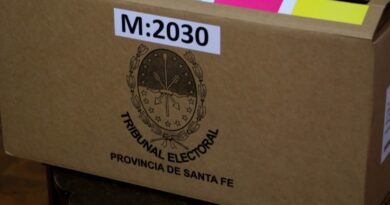 M:2030
TRIBUNAL ELECTORAL
PROVINCIA DE SANTA FE